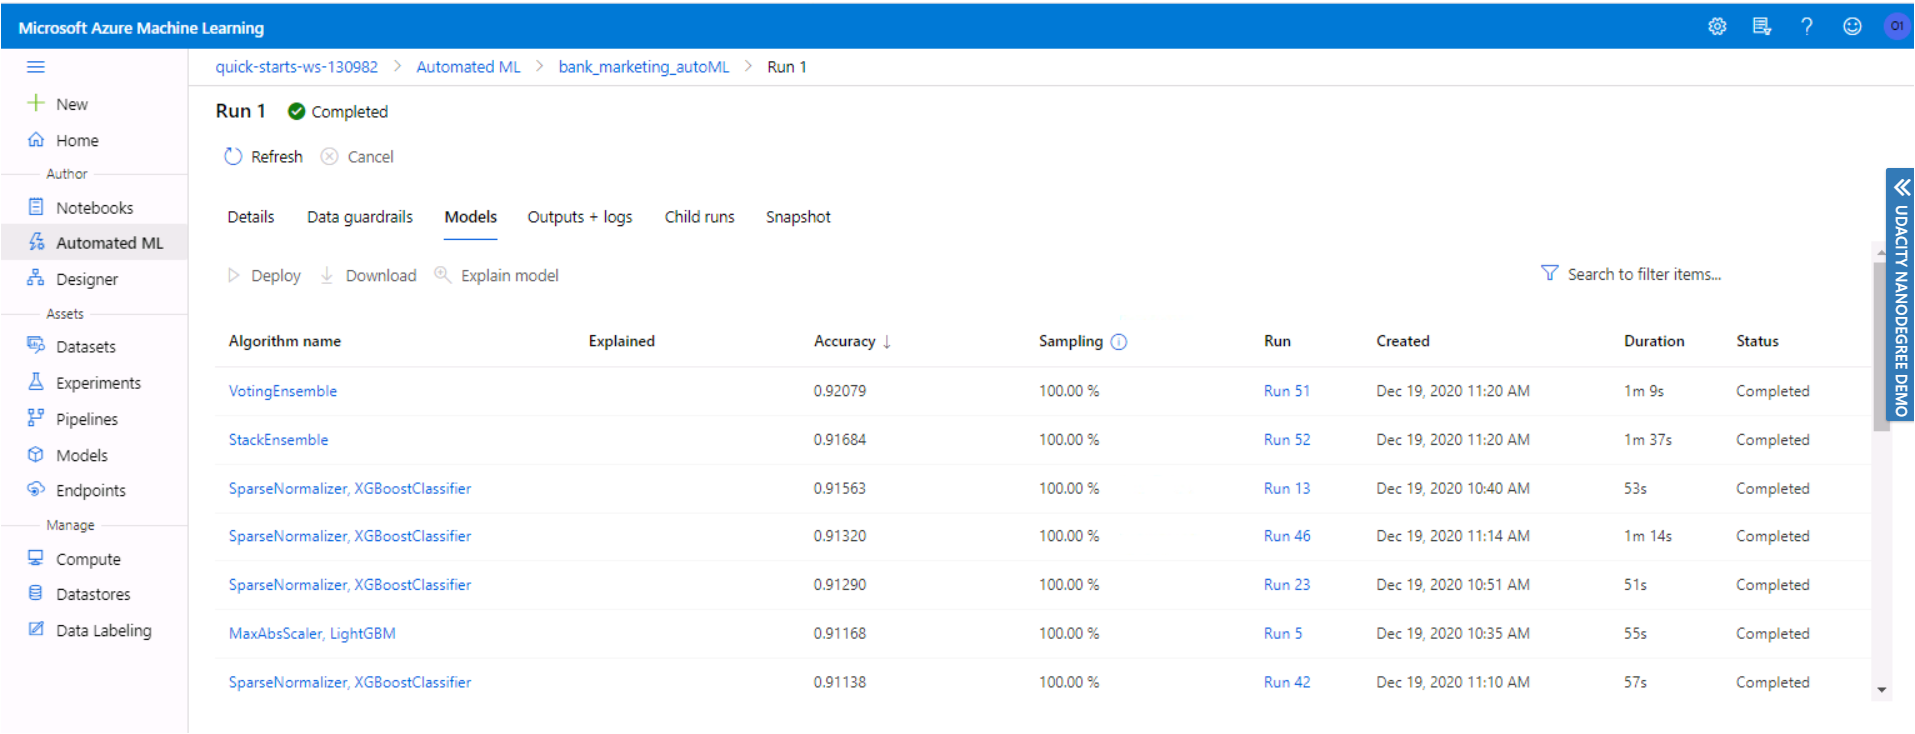 Microsoft Azure Machine Learning
O1
quick-starts-ws-130982 > Automated ML > bank_marketing_autoML > Run 1
New
Home
Author
Notebooks
Automated ML
Designer
Assets
Datasets
Experiments
Pipelines
Models
Endpoints
Manage
Compute
Datastores
Data Labeling
Run 1 Completed
Refresh Cancel
Details Data guardrails Models Outputs + logs Child runs Snapshot
Deploy Download Explain model Search to filter items...
Algorithm name Explained Accuracy ↓ Sampling Run Created Duration Status
VotingEnsemble 0.92079 100.00 % Run 51 Dec 19, 2020 11:20 AM 1m 9s Completed
StackEnsemble 0.91684 100.00 % Run 52 Dec 19, 2020 11:20 AM 1m 37s Completed
SparseNormalizer, XGBoostClassifier 0.91563 100.00 % Run 13 Dec 19, 2020 10:40 AM 53s Completed
SparseNormalizer, XGBoostClassifier 0.91320 100.00 % Run 46 Dec 19, 2020 11:14 AM 1m 14s Completed
SparseNormalizer, XGBoostClassifier 0.91290 100.00 % Run 23 Dec 19, 2020 10:51 AM 51s Completed
MaxAbsScaler, LightGBM 0.91168 100.00 % Run 5 Dec 19, 2020 10:35 AM 55s Completed
SparseNormalizer, XGBoostClassifier 0.91138 100.00 % Run 42 Dec 19, 2020 11:10 AM 57s Completed
UDACITY NANODEGREE DEMO